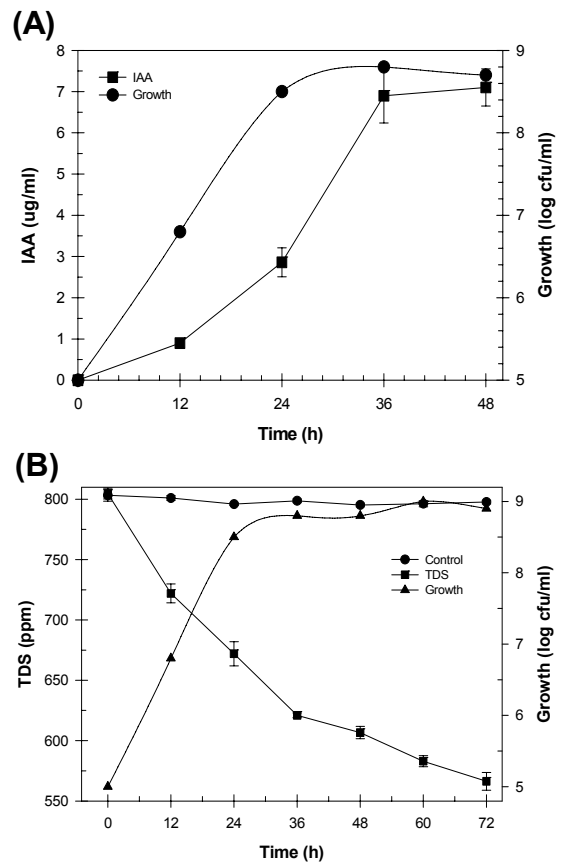 (A)
8
7
6
5
4
3
2
1
0
IAA (ug/ml)
IAA
Growth
9
8
7
6
5
Growth (log cfu/ml)
0 12 24 36 48
Time (h)
(B)
800
750
700
650
600
550
TDS (ppm)
Control
TDS
Growth
9
8
7
6
5
Growth (log cfu/ml)
0 12 24 36 48 60 72
Time (h)